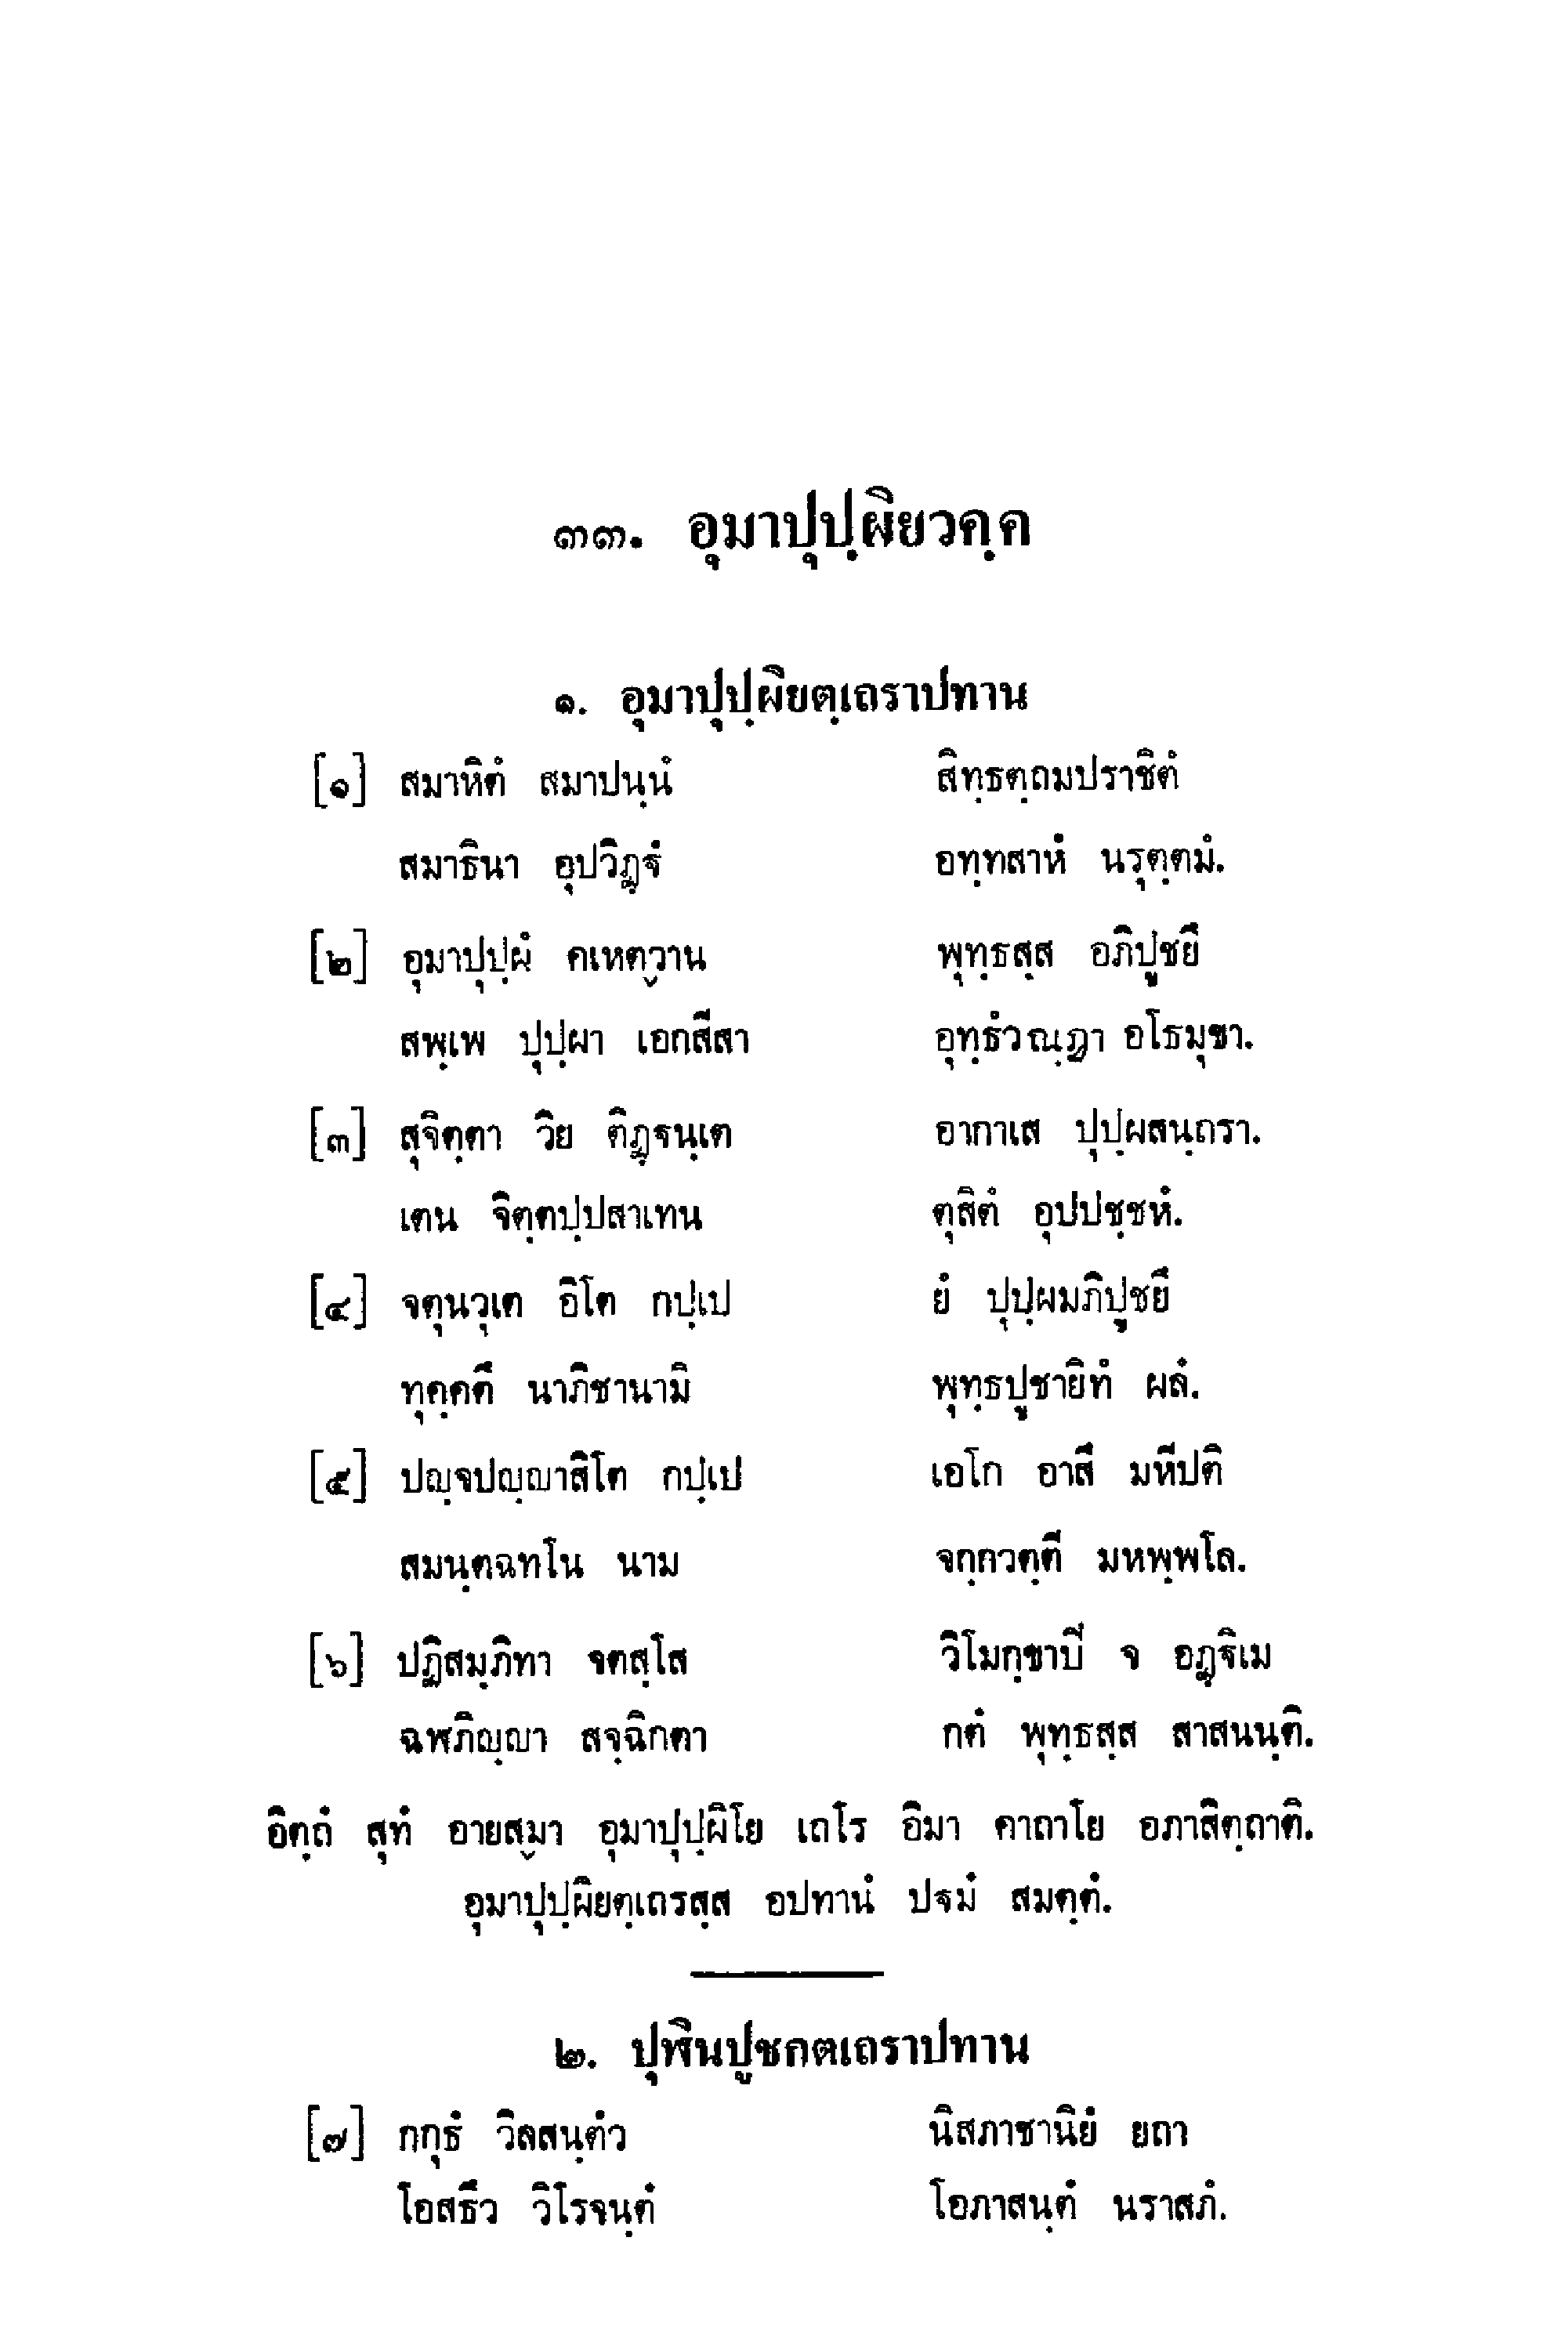 ๓๓. อุมาปุปฺผิยวคฺค
๑. อุมาปุปฺผิยตฺเถราปทาน
[๑] สมาหิตํ สมาปนฺนํ สิทฺธตฺถมปราชิตํ
สมาธินา อุปวิฏฺฐํ อทฺทสาหํ นรุตฺตมํ.
[๒] อุมาปุปฺผํ คเหตฺวาน พุทฺธสฺส อภิปูชยึ
สพฺเพ ปุปฺผา เอกสีสา อุทฺธํวณฺฏา อโธมุขา.
[๓] สุจิตฺตา วิย ติฏฺฐนฺเต อากาเส ปุปฺผสนฺถรา.
เตน จิตฺตปฺปสาเทน ตุสิตํ อุปปชฺชหํ.
[๔] จตุนวุเต อิโต กปฺเป ยํ ปุปฺผมภิปูชยึ
ทุคฺคตึ นาภิชานามิ พุทฺธปูชายิทํ ผลํ.
[๕] ปญฺจปญฺญาสิโต กปฺเป เอโก อาสึ มหีปติ
สมนฺตฉทโน นาม จกฺกวตฺตี มหพฺพโล.
[๖] ปฏิสมฺภิทา จตสฺโส วิโมกฺขาปิ จ อฏฺฐิเม
ฉฬภิญฺญา สจฺฉิกตา กตํ พุทฺธสฺส สาสนนฺติ.
อิตฺถํ สุทํ อายสฺมา อุมาปุปฺผิโย เถโร อิมา คาถาโย อภาสิตฺถาติ.
อุมาปุปฺผิยตฺเถรสฺส อปทานํ ปฐมํ สมตฺตํ.
๒. ปุฬินปูชกตเถราปทาน
[๗] กกุธํ วิลสนฺตํว นิสภาชานิยํ ยถา
โอสธึว วิโรจนฺตํ โอภาสนฺตํ นราสภํ.